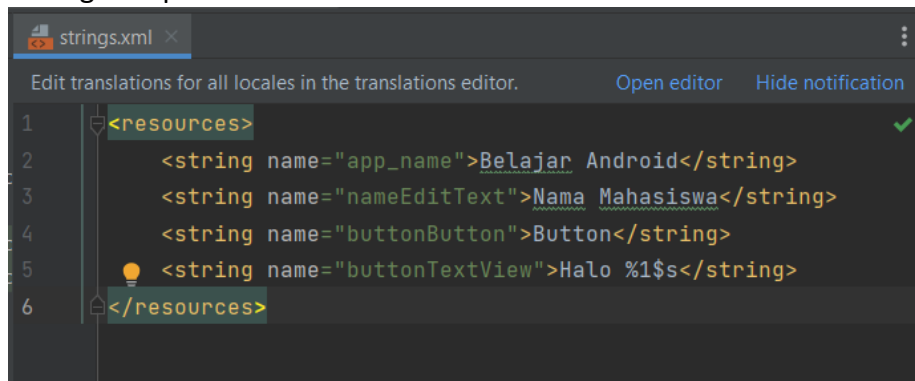 strings.xml
Edit translations for all locales in the translations editor. Open editor Hide notification
1 <resources>
2 <string name="app_name">Belajar Android</string>
3 <string name="nameEditText">Nama Mahasiswa</string>
4 <string name="buttonButton">Button</string>
5 <string name="buttonTextView">Halo %1$s</string>
6 </resources>